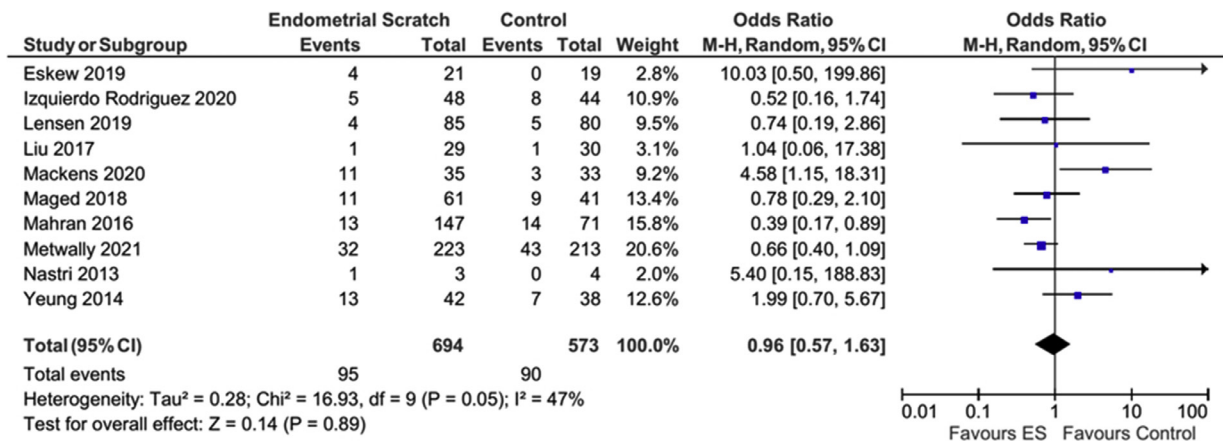 Endometrial Scratch Control Odds Ratio Odds Ratio
Study or Subgroup Events Total Events Total Weight M-H, Random, 95% CI M-H, Random, 95% CI
Eskew 2019 4 21 0 19 2.8% 10.03 [0.50, 199.86]
Izquierdo Rodriguez 2020 5 48 8 44 10.9% 0.52 [0.16, 1.74]
Lensen 2019 4 85 5 80 9.5% 0.74 [0.19, 2.86]
Liu 2017 1 29 1 30 3.1% 1.04 [0.06, 17.38]
Mackens 2020 11 35 3 33 9.2% 4.58 [1.15, 18.31]
Maged 2018 11 61 9 41 13.4% 0.78 [0.29, 2.10]
Mahran 2016 13 147 14 71 15.8% 0.39 [0.17, 0.89]
Metwally 2021 32 223 43 213 20.6% 0.66 [0.40, 1.09]
Nastri 2013 1 3 0 4 2.0% 5.40 [0.15, 188.83]
Yeung 2014 13 42 7 38 12.6% 1.99 [0.70, 5.67]
Total (95% CI) 694 573 100.0% 0.96 [0.57, 1.63]
Total events 95 90
Heterogeneity: Tau² = 0.28; Chi² = 16.93, df = 9 (P = 0.05); I² = 47%
Test for overall effect: Z = 0.14 (P = 0.89)
0.01 0.1 1 10 100
Favours ES Favours Control